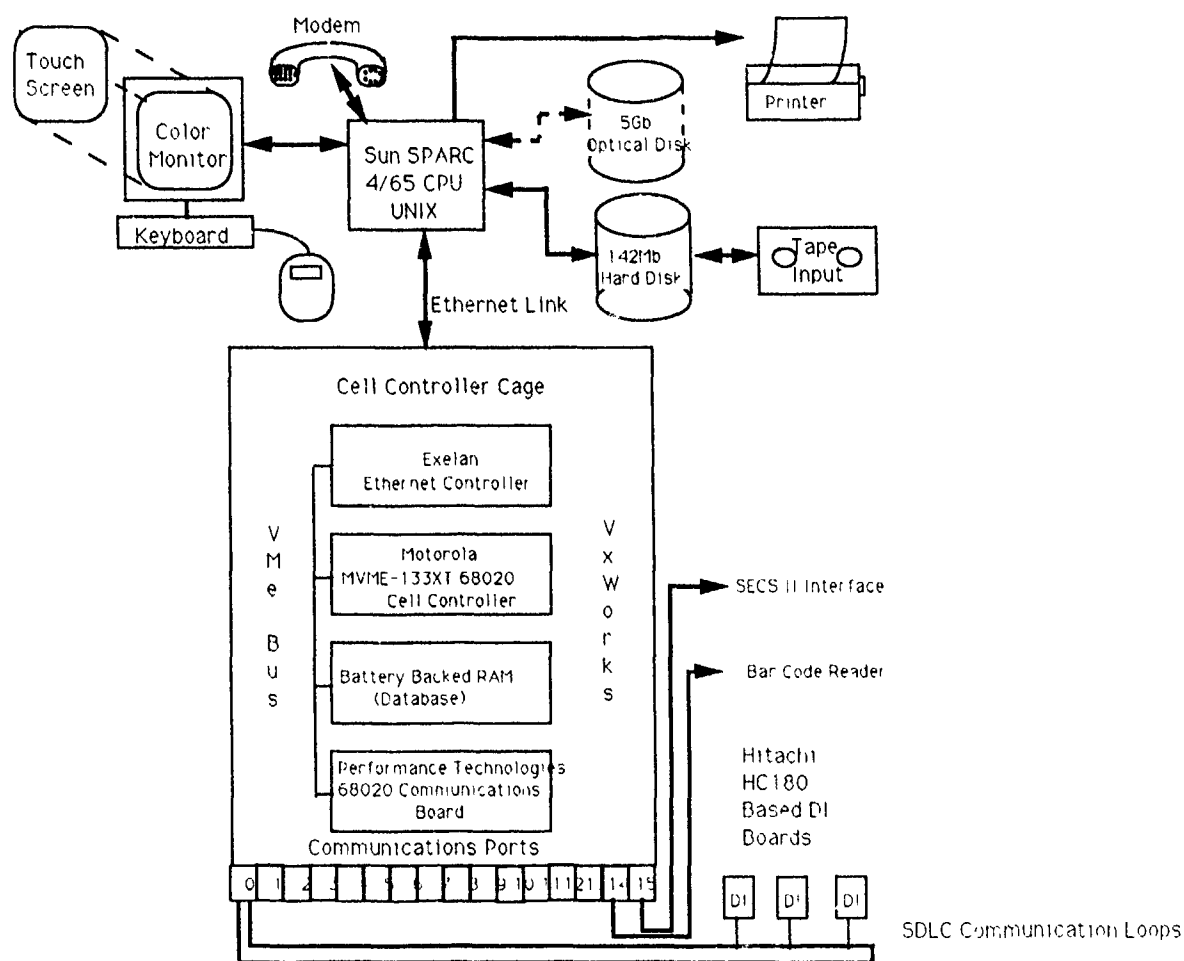 Modem
Touch
Screen
Color
Monitor
Keyboard
Sun SPARC
4/65 CPU
UNIX
5Gb
Optical Disk
Printer
142Mb
Hard Disk
Tape
Input
Ethernet Link
Cell Controller Cage
Exelan
Ethernet Controller
Motorola
MVME-133XT 68020
Cell Controller
Battery Backed RAM
(Database)
Performance Technologies
68020 Communications
Board
VMe Bus
VxWorks
SECS II Interface
Bar Code Reader
Hitachi
HC180
Based DI
Boards
Communications Ports
0 1 2 3 5 6 7 8 9 10 11 21 14 15
DI DI DI
SDLC Communication Loops